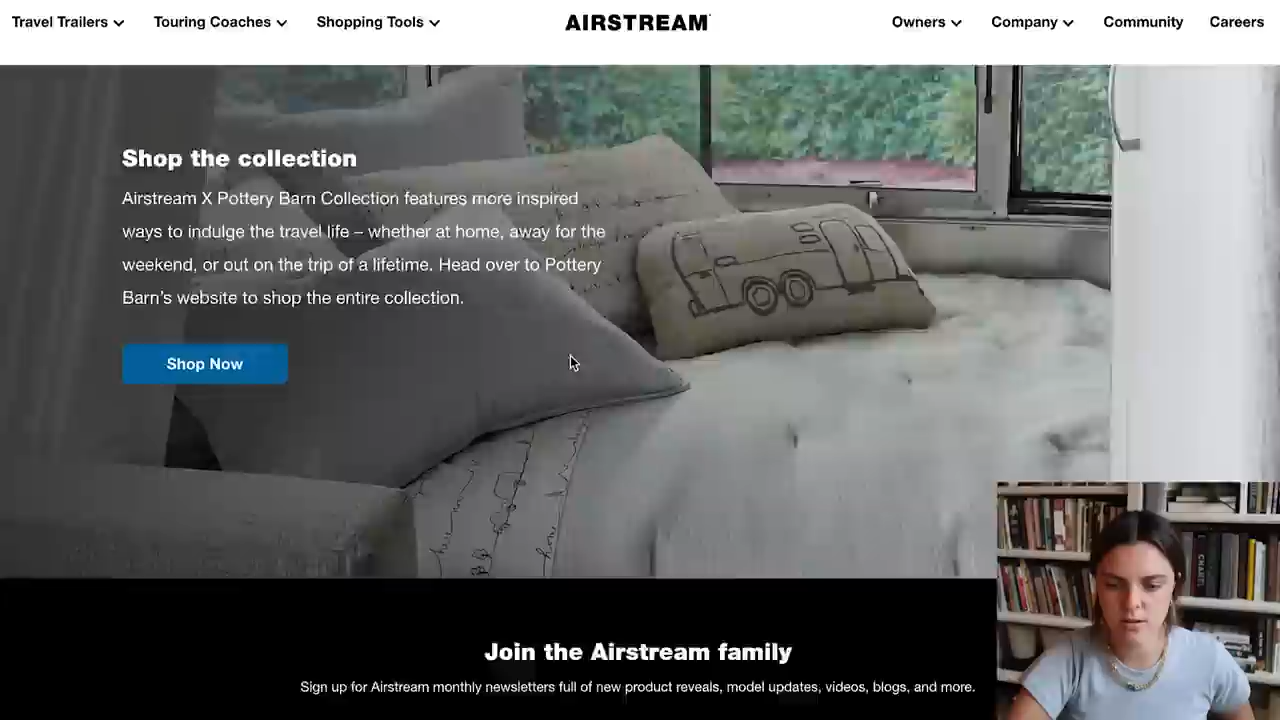 Travel Trailers
Touring Coaches
Shopping Tools
AIRSTREAM
Owners
Company
Community
Careers
Shop the collection
Airstream X Pottery Barn Collection features more inspired
ways to indulge the travel life – whether at home, away for the
weekend, or out on the trip of a lifetime. Head over to Pottery
Barn’s website to shop the entire collection.
Shop Now
CHANEL
Join the Airstream family
Sign up for Airstream monthly newsletters full of new product reveals, model updates, videos, blogs, and more.